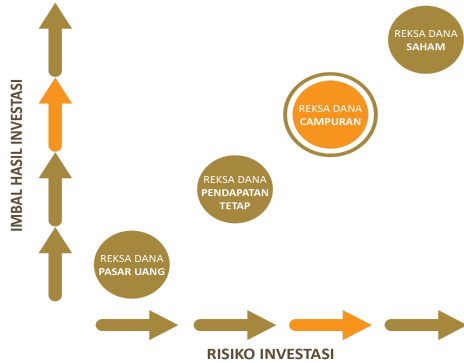 REKSA DANA
SAHAM
REKSA DANA
CAMPURAN
REKSA DANA
PENDAPATAN
TETAP
REKSA DANA
PASAR UANG
IMBAL HASIL INVESTASI
RISIKO INVESTASI